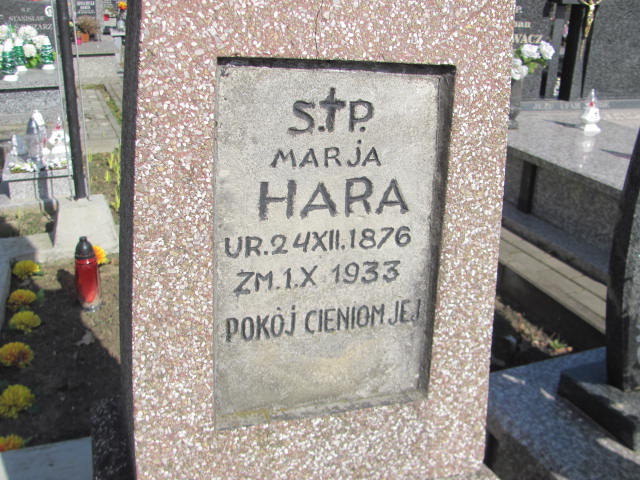 Ś.†P.
MARJA
HARA
UR. 24 XII. 1876
ZM. 1. X 1933
POKÓJ CIENIOM JEJ